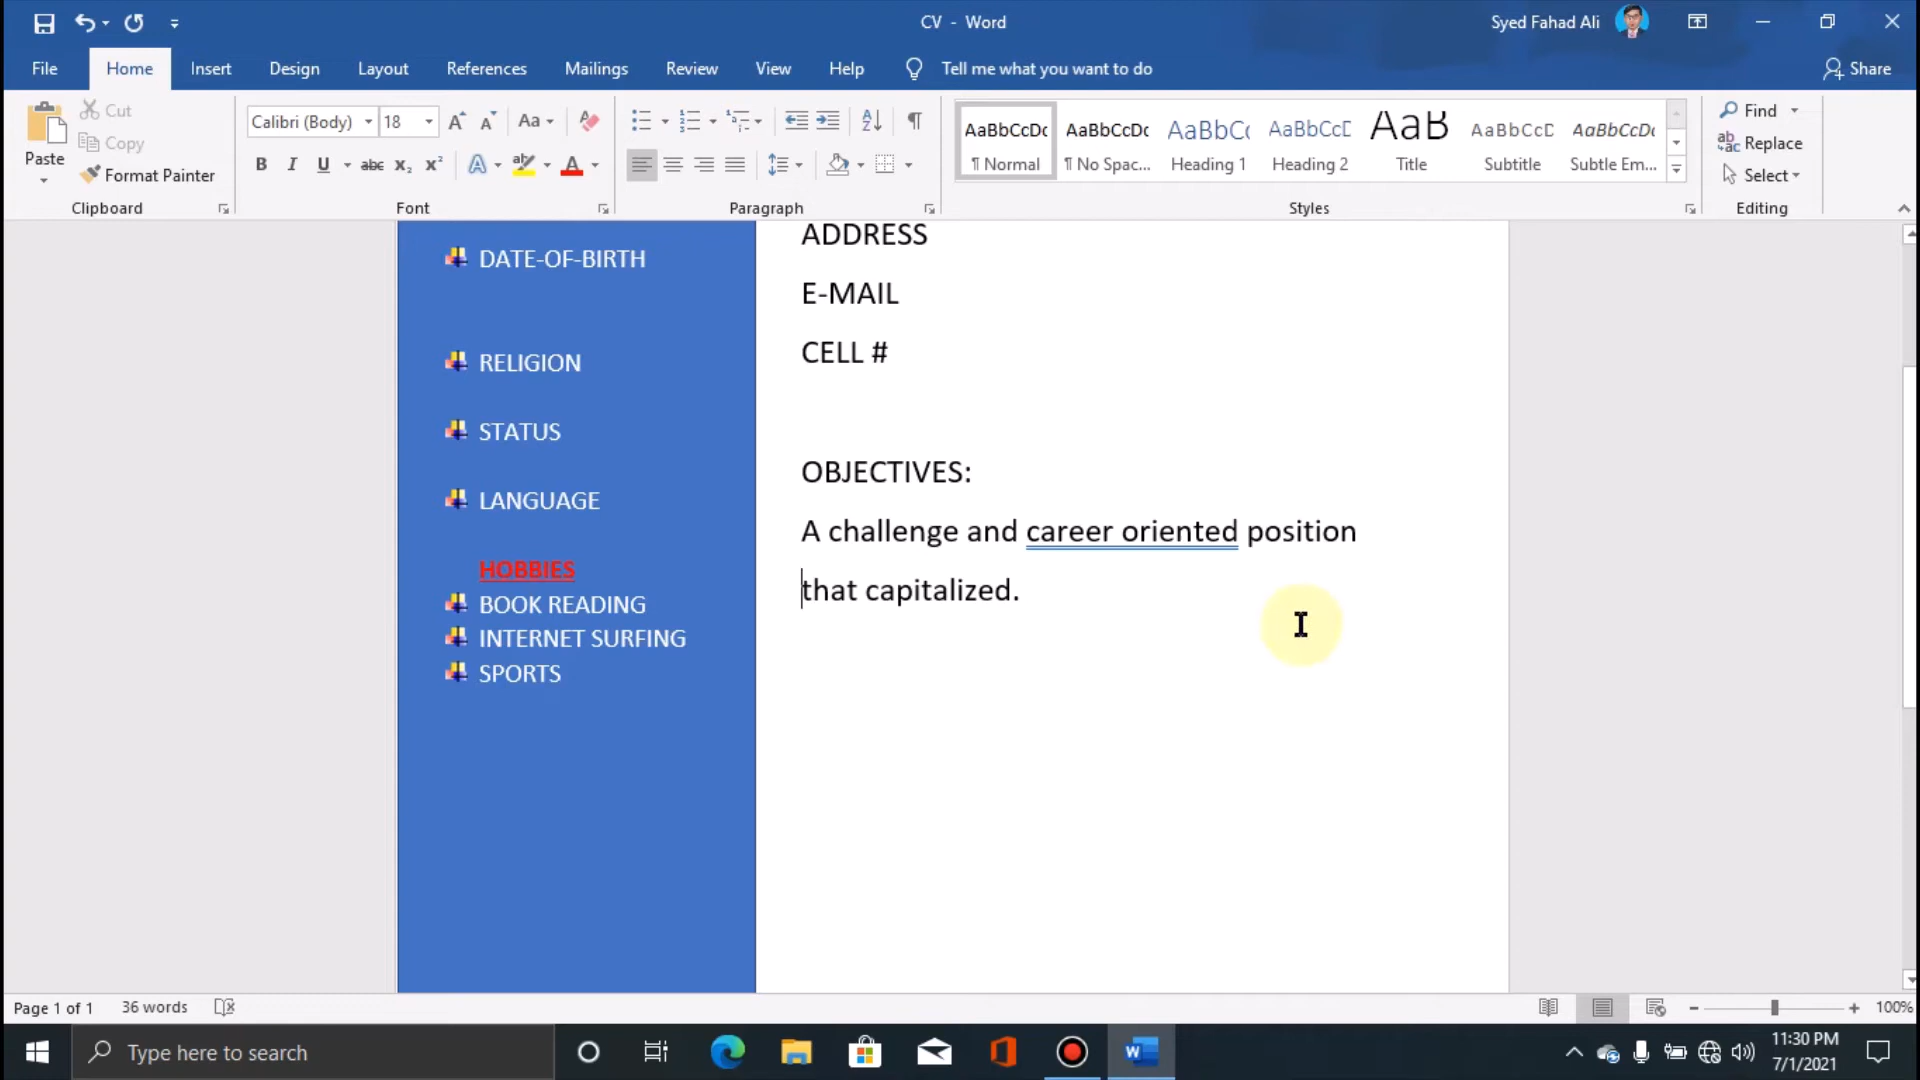 CV - Word
Syed Fahad Ali
File Home Insert Design Layout References Mailings Review View Help Tell me what you want to do Share
Paste
Cut
Copy
Format Painter
Clipboard
Calibri (Body) 18 Aa
B I U abc x₂ x² A ab A
Font
Paragraph
AaBbCcDc AaBbCcDc AaBbCc AaBbCcE AaB AaBbCcE AaBbCcDc
¶ Normal ¶ No Spac... Heading 1 Heading 2 Title Subtitle Subtle Em...
Styles
Find
Replace
Select
Editing
DATE-OF-BIRTH
RELIGION
STATUS
LANGUAGE
HOBBIES
BOOK READING
INTERNET SURFING
SPORTS
ADDRESS
E-MAIL
CELL #
OBJECTIVES:
A challenge and career oriented position
that capitalized.
Page 1 of 1 36 words 100%
Type here to search
11:30 PM
7/1/2021